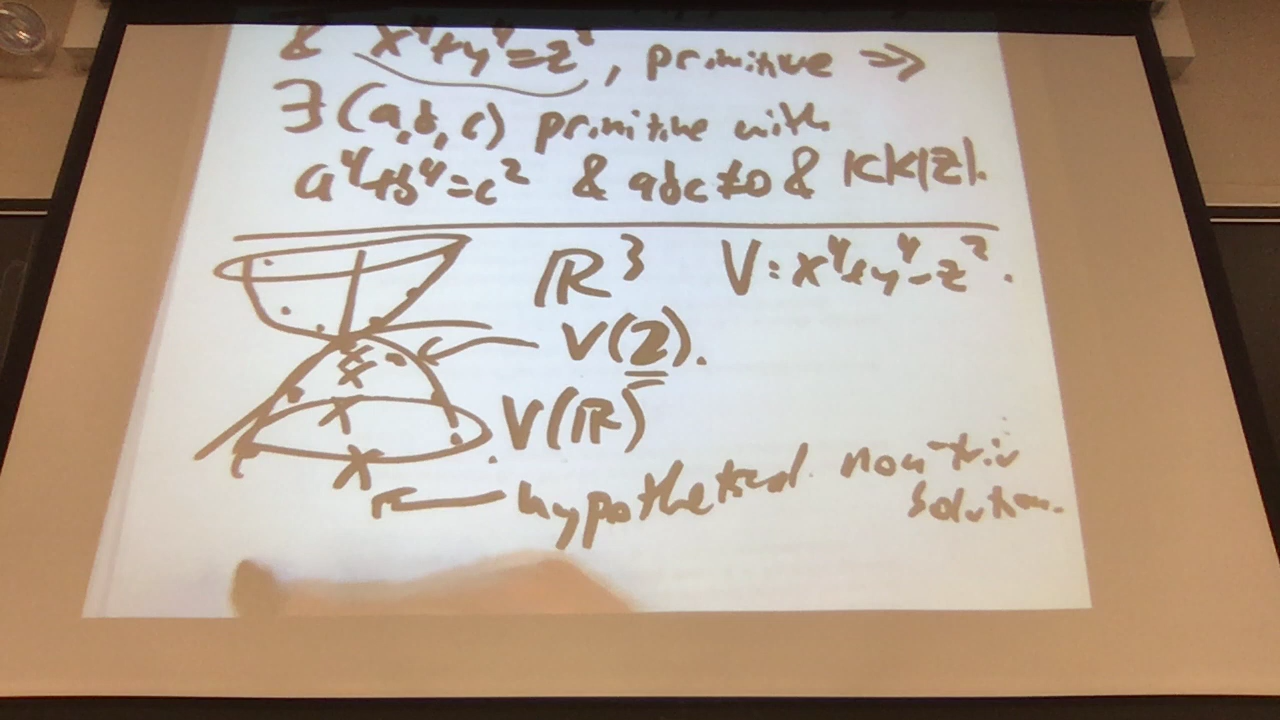 & x⁴+y⁴=z², primitive ⇒
∃(a,b,c) primitive with
a⁴+b⁴=c² & abc≠0 & |c|<|z|.
ℝ³ V: x⁴+y⁴-z².
V(ℤ).
V(ℝ)
hypothetical non-triv
solution.